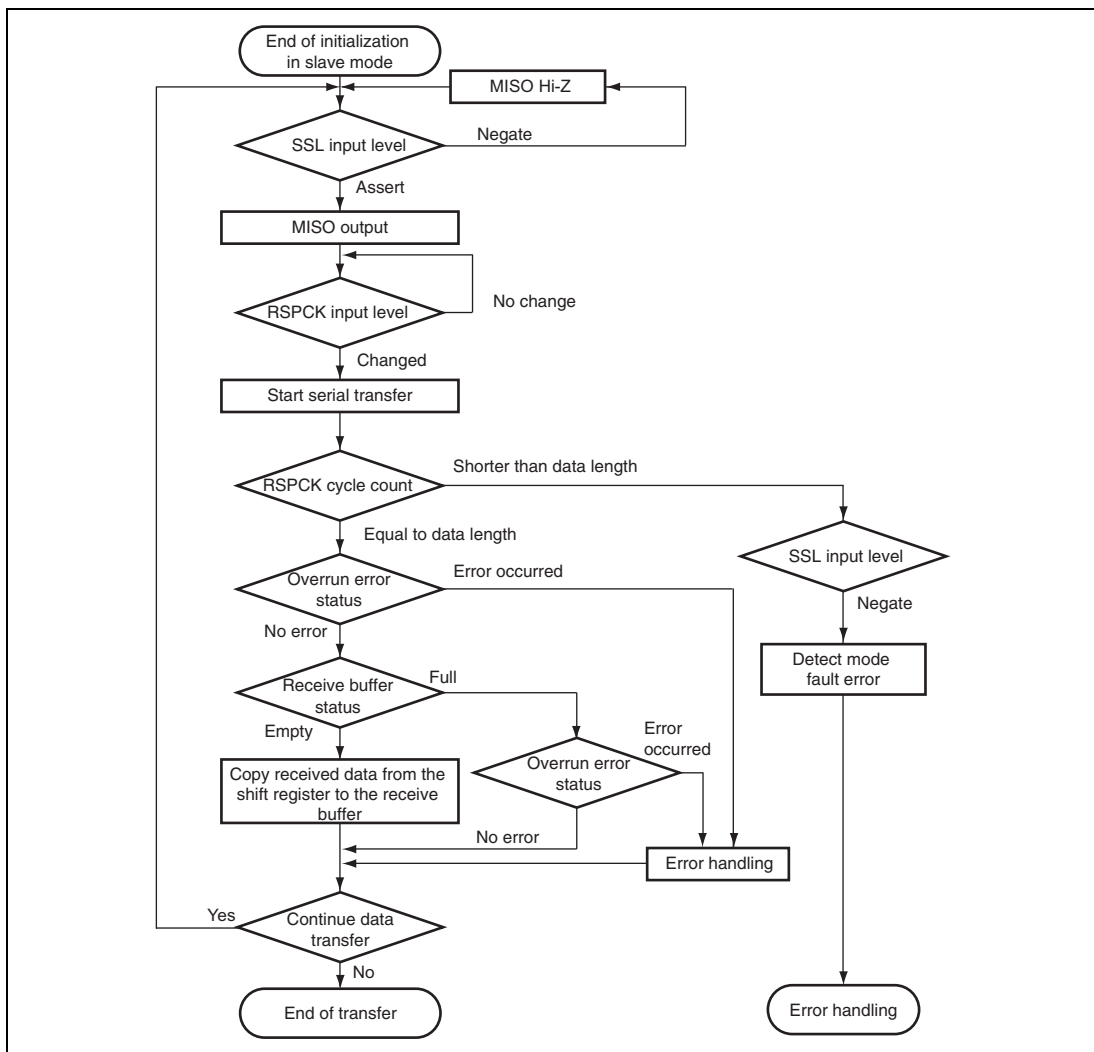 End of initialization
in slave mode
MISO Hi-Z
SSL input level
Negate
Assert
MISO output
RSPCK input level
No change
Changed
Start serial transfer
RSPCK cycle count
Shorter than data length
Equal to data length
SSL input level
Negate
Overrun error
status
Error occurred
No error
Detect mode
fault error
Receive buffer
status
Full
Empty
Copy received data from the
shift register to the receive
buffer
Overrun error
status
Error
occurred
No error
Error handling
Continue data
transfer
Yes
No
End of transfer
Error handling